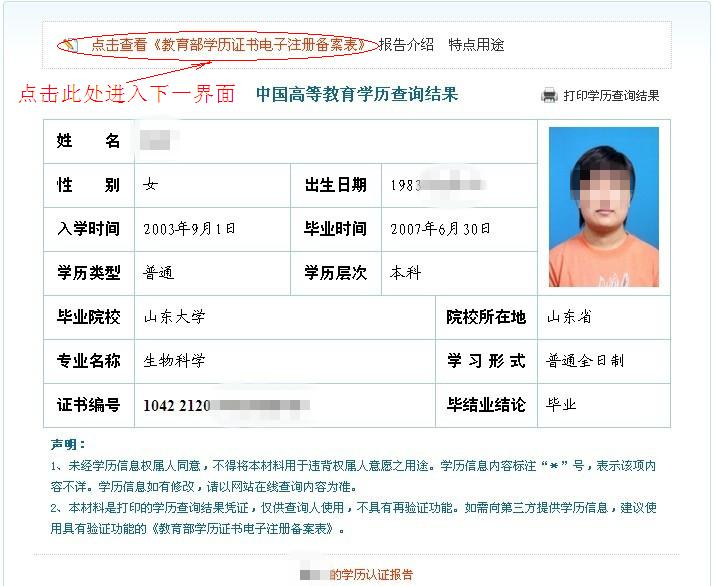 点击查看《教育部学历证书电子注册备案表》 报告介绍 特点用途
点击此处进入下一界面
中国高等教育学历查询结果 打印学历查询结果
姓 名
性 别 女 出生日期 1983
入学时间 2003年9月1日 毕业时间 2007年6月30日
学历类型 普通 学历层次 本科
毕业院校 山东大学 院校所在地 山东省
专业名称 生物科学 学习形式 普通全日制
证书编号 1042 2120 毕结业结论 毕业
声明：
1、未经学历信息权属人同意，不得将本材料用于违背权属人意愿之用途。学历信息内容标注“*”号，表示该项内
容不详。学历信息如有修改，请以网站在线查询内容为准。
2、本材料是打印的学历查询结果凭证，仅供查询人使用，不具有再验证功能。如需向第三方提供学历信息，建议使
用具有验证功能的《教育部学历证书电子注册备案表》。
的学历认证报告